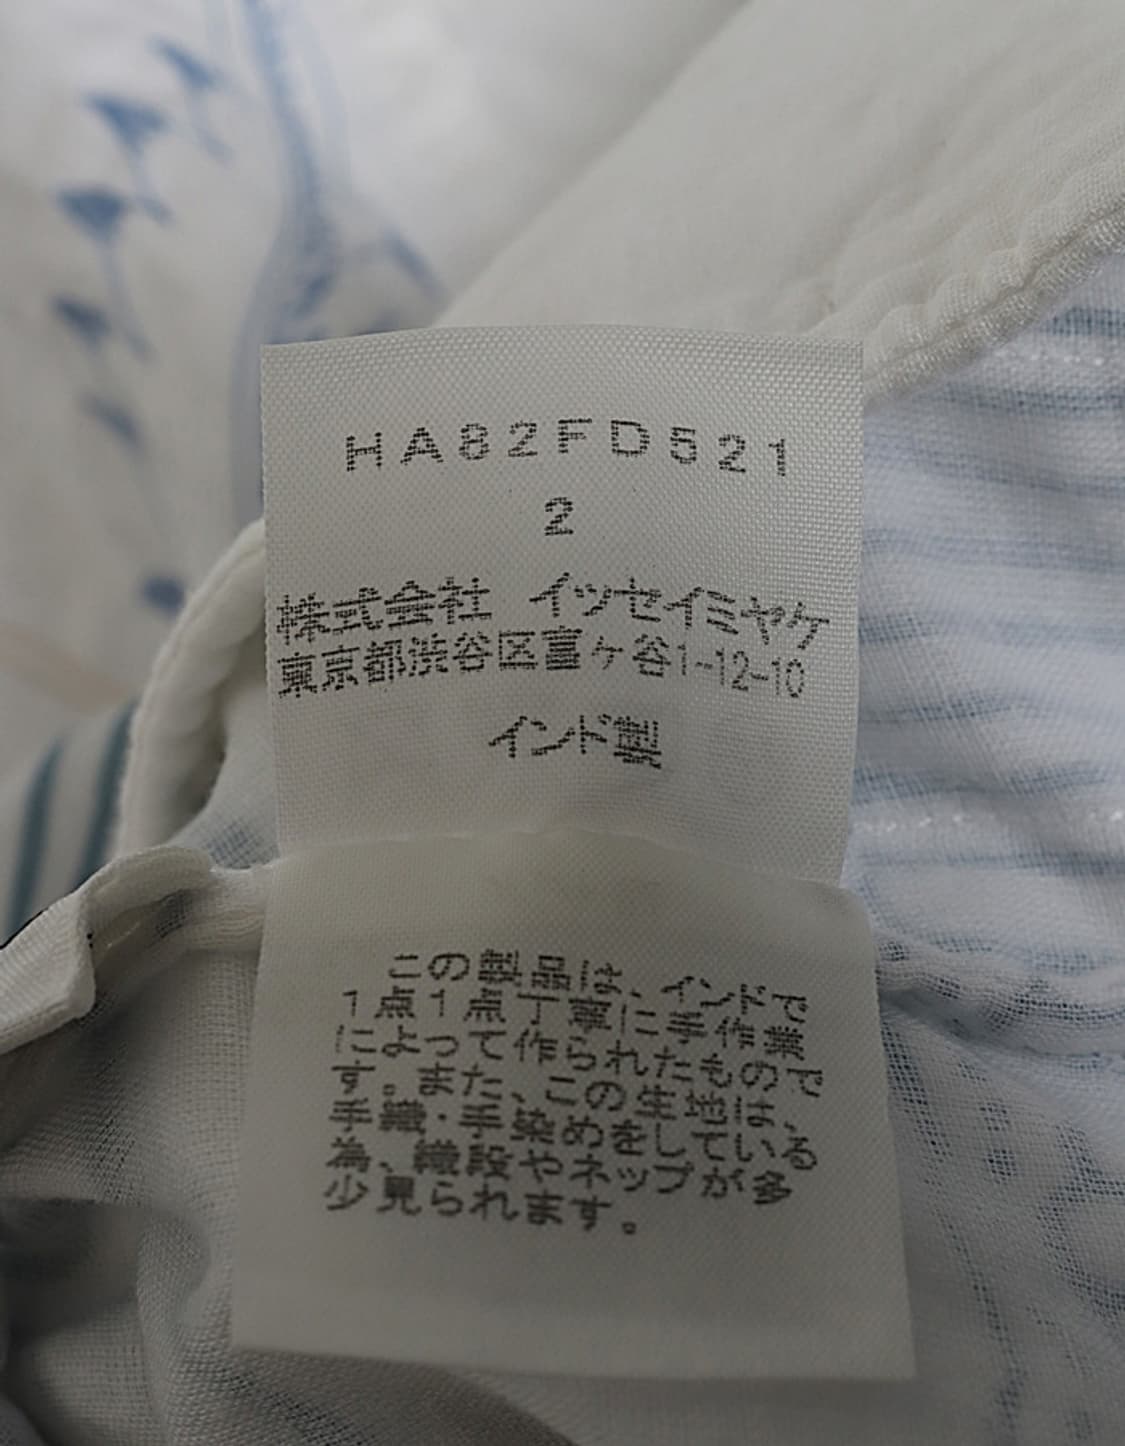 HA82FD521
2
株式会社 イッセイミヤケ
東京都渋谷区富ヶ谷1-12-10
インド製
この製品は、インドで
1点1点丁寧に手作業
によって作られたもので
す。また、この生地は、
手織・手染めをしている
為、織段やネップが多
少見られます。